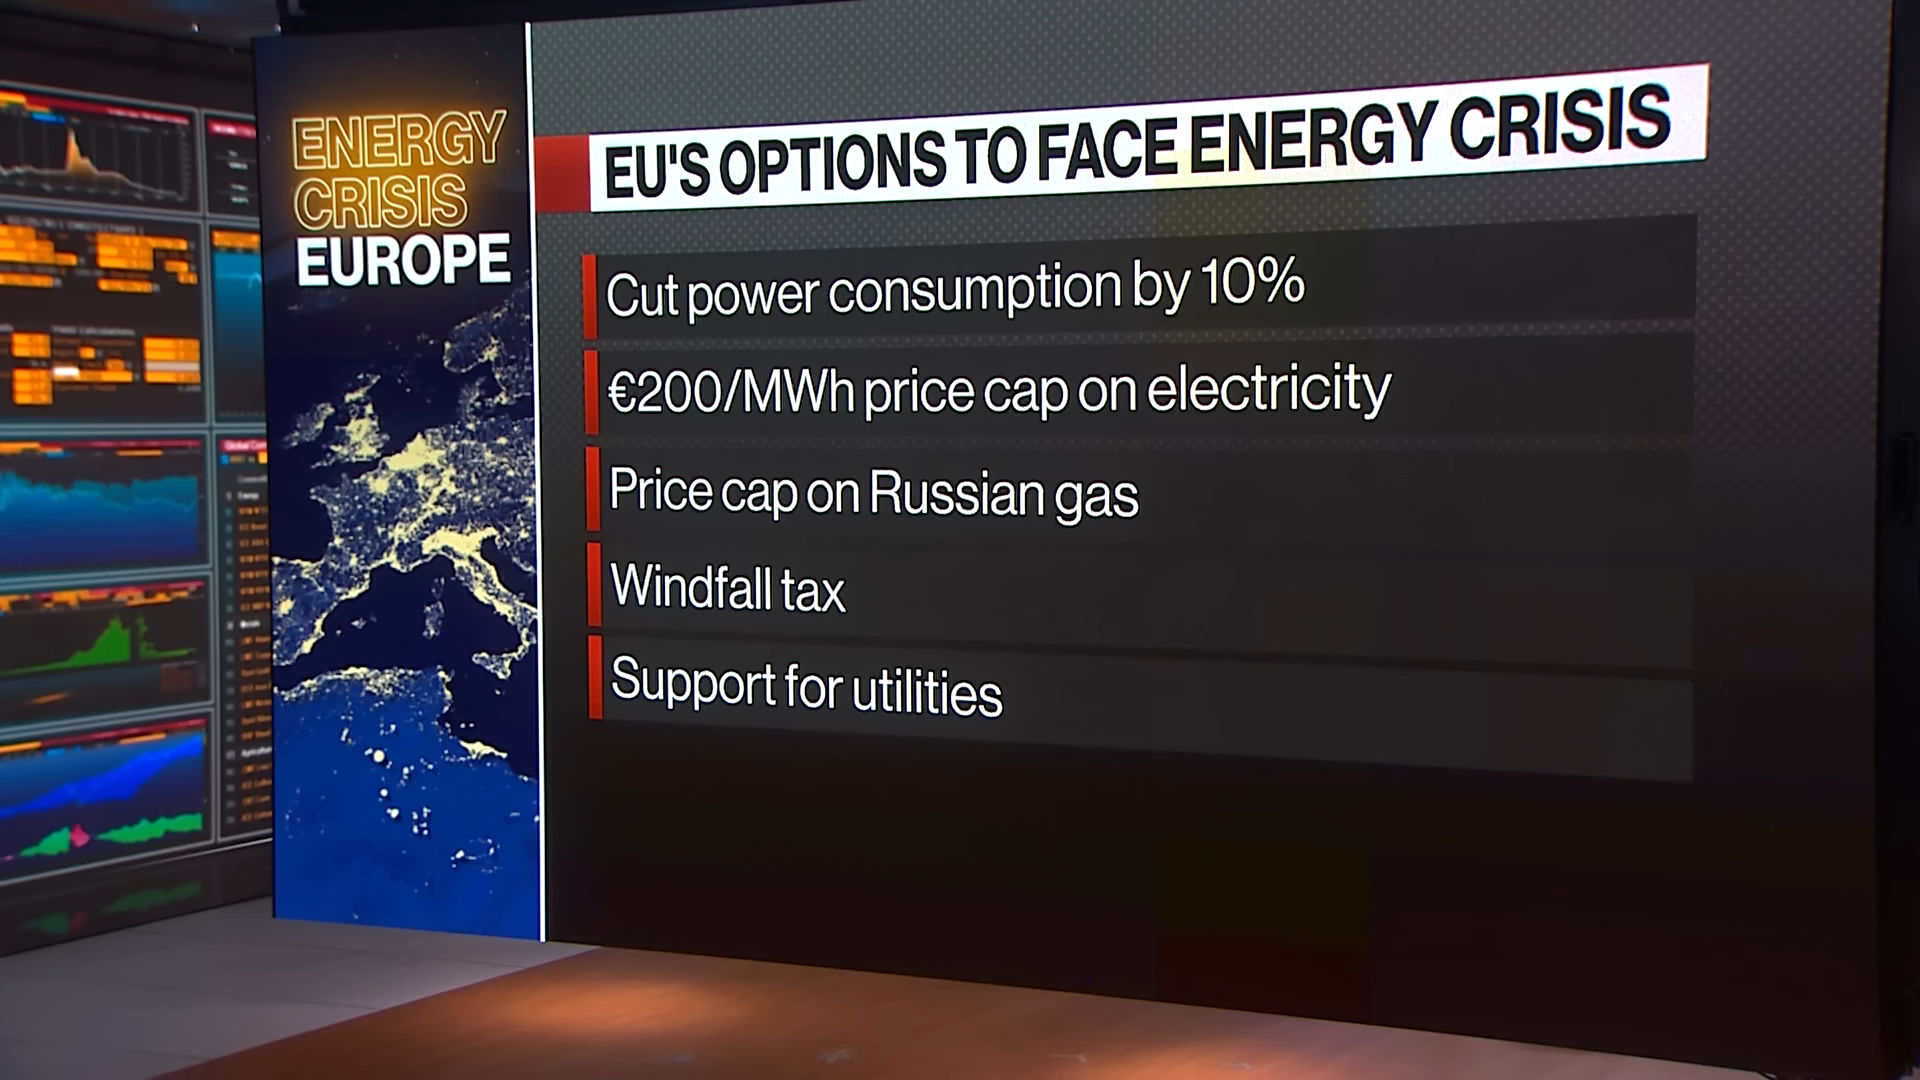 ENERGY
CRISIS
EUROPE
EU'S OPTIONS TO FACE ENERGY CRISIS
Cut power consumption by 10%
€200/MWh price cap on electricity
Price cap on Russian gas
Windfall tax
Support for utilities